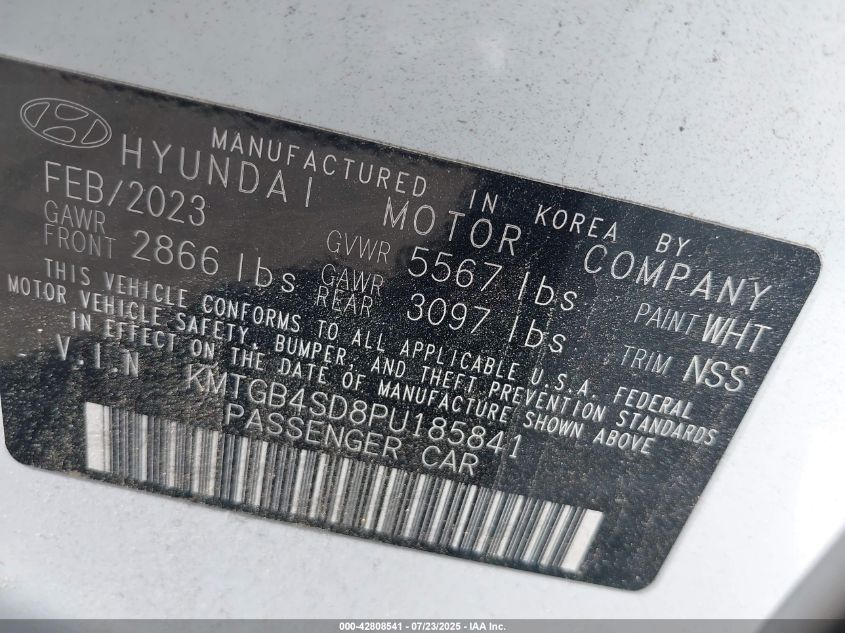 MANUFACTURED IN KOREA BY
HYUNDAI MOTOR COMPANY
FEB/2023 GVWR 5567 lbs PAINT WHT
GAWR FRONT 2866 lbs GAWR REAR 3097 lbs TRIM NSS
THIS VEHICLE CONFORMS TO ALL APPLICABLE U.S.A. FEDERAL
MOTOR VEHICLE SAFETY, BUMPER, AND THEFT PREVENTION STANDARDS
IN EFFECT ON THE DATE OF MANUFACTURE SHOWN ABOVE
V.I.N KMTGB4SD8PU185841
PASSENGER CAR
000-42808541 - 07/23/2025 - IAA Inc.